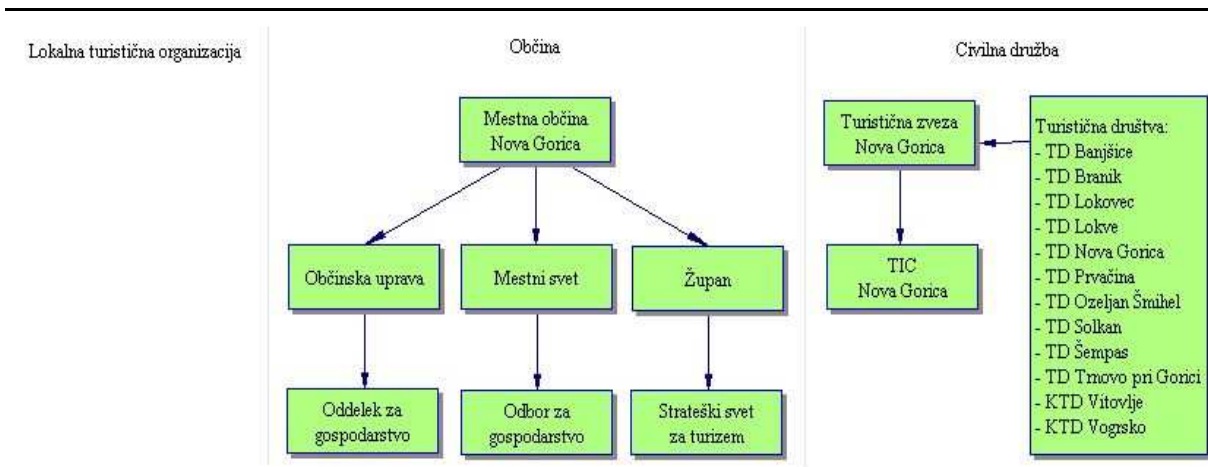 Lokalna turistična organizacija
Občina
Mestna občina
Nova Gorica
Občinska uprava
Mestni svet
Župan
Oddelek za
gospodarstvo
Odbor za
gospodarstvo
Strateški svet
za turizem
Civilna družba
Turistična zveza
Nova Gorica
TIC
Nova Gorica
Turistična društva:
- TD Banjšice
- TD Branik
- TD Lokovec
- TD Lokve
- TD Nova Gorica
- TD Prvačina
- TD Ozeljan Šmihel
- TD Solkan
- TD Šempas
- TD Trnovo pri Gorici
- KTD Vitovlje
- KTD Vogrsko